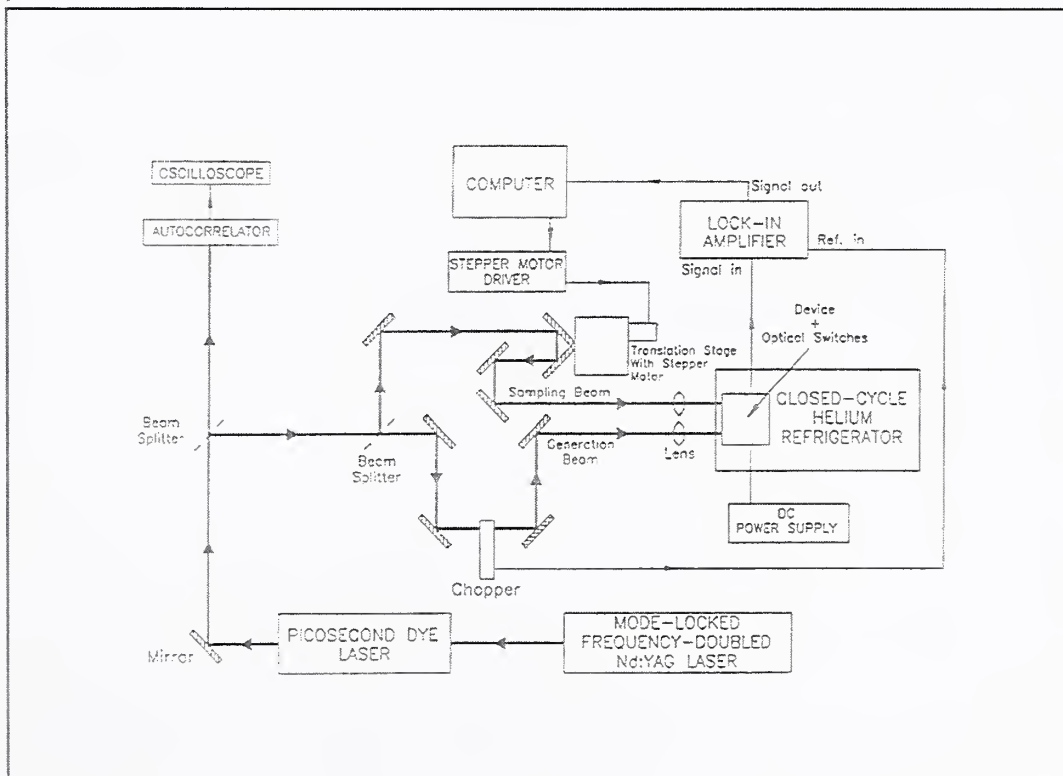 OSCILLOSCOPE
AUTOCORRELATOR
COMPUTER
STEPPER MOTOR
DRIVER
Signal out
LOCK-IN
AMPLIFIER
Ref. in
Signal in
Device
+
Optical Switches
Translation Stage
With Stepper
Motor
Sampling Beam
CLOSED-CYCLE
HELIUM
REFRIGERATOR
Beam
Splitter
Beam
Splitter
Generation
Beam
Lens
DC
POWER SUPPLY
Chopper
Mirror
PICOSECOND DYE
LASER
MODE-LOCKED
FREQUENCY-DOUBLED
Nd:YAG LASER